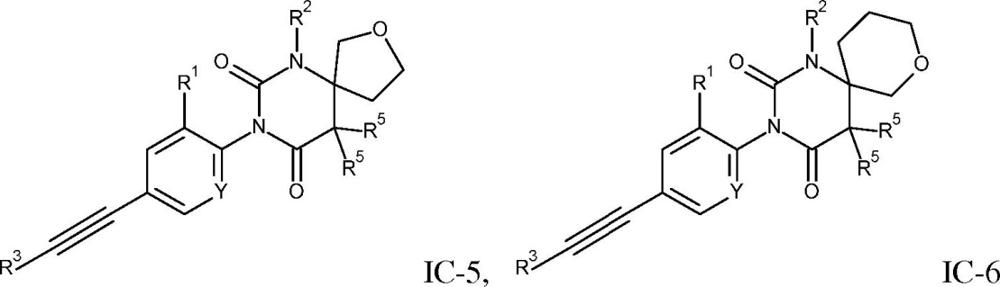 R² R²
O O
R¹ O N R¹ O N O
N R⁵ N R⁵
R⁵ R⁵
Y O Y O
R³ IC-5, R³ IC-6